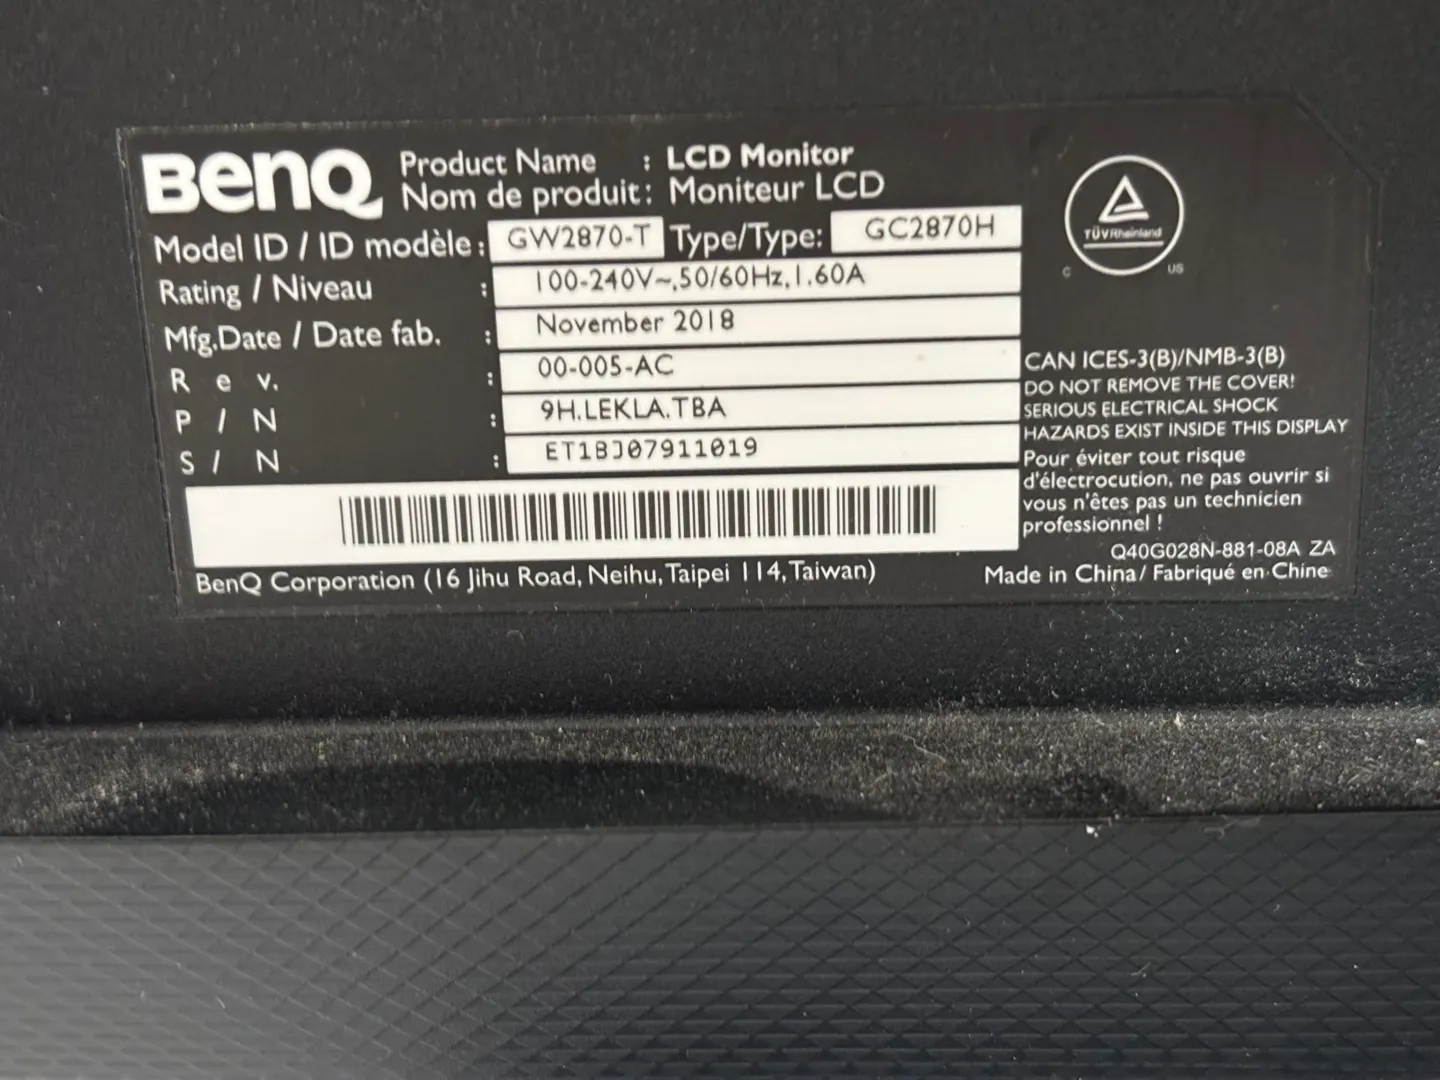 BenQ
Product Name : LCD Monitor
Nom de produit: Moniteur LCD
Model ID / ID modèle: GW2870-T Type/Type: GC2870H
Rating / Niveau : 100-240V~,50/60Hz,1.60A
Mfg.Date / Date fab. : November 2018
R e v. : 00-005-AC
P / N : 9H.LEKLA.TBA
S / N : ET1BJ07911019
BenQ Corporation (16 Jihu Road, Neihu, Taipei 114, Taiwan)
TÜVRheinland
C US
CAN ICES-3(B)/NMB-3(B)
DO NOT REMOVE THE COVER!
SERIOUS ELECTRICAL SHOCK
HAZARDS EXIST INSIDE THIS DISPLAY
Pour éviter tout risque
d'électrocution, ne pas ouvrir si
vous n'êtes pas un technicien
professionnel !
Q40G028N-881-08A ZA
Made in China/ Fabriqué en Chine